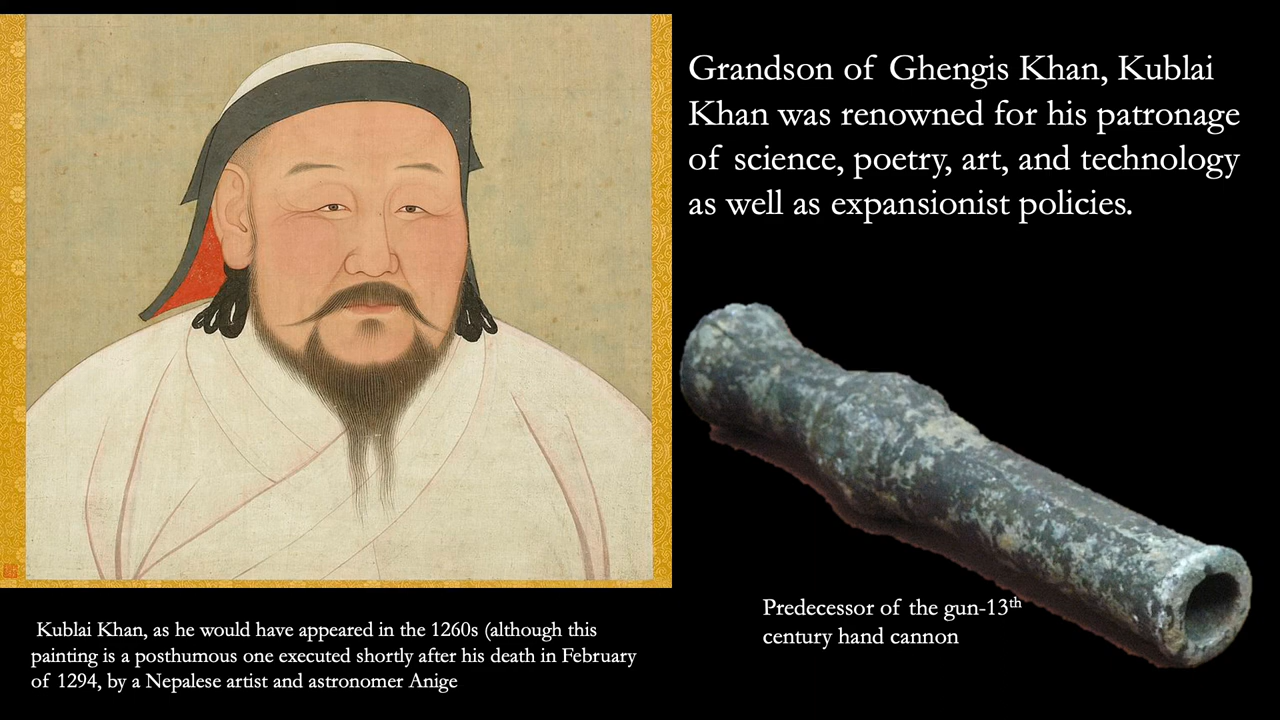 Grandson of Ghengis Khan, Kublai
Khan was renowned for his patronage
of science, poetry, art, and technology
as well as expansionist policies.
Predecessor of the gun-13th
century hand cannon
Kublai Khan, as he would have appeared in the 1260s (although this
painting is a posthumous one executed shortly after his death in February
of 1294, by a Nepalese artist and astronomer Anige